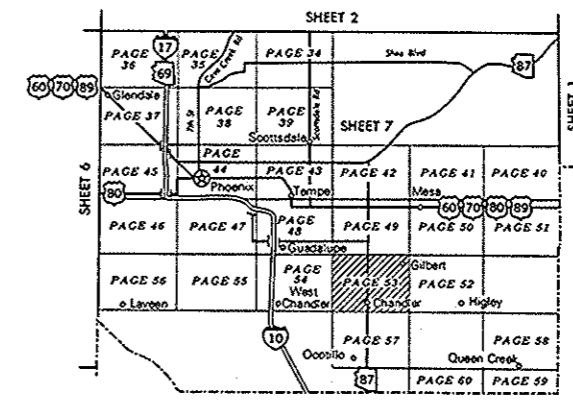 SHEET 2
PAGE 36
17
69
PAGE 35
Cave Creek Rd
PAGE 34
Shea Blvd
87
60 70 89
Glendale
PAGE 37
7th St
PAGE 38
PAGE 39
Scottsdale
Scottsdale Rd
SHEET 7
SHEET 6
PAGE 45
80
PAGE 44
Phoenix
PAGE 43
Tempe
PAGE 42
PAGE 41
Mesa
PAGE 40
60 70 80 89
PAGE 46
PAGE 47
PAGE 48
Guadalupe
PAGE 49
PAGE 50
PAGE 51
PAGE 56
Laveen
PAGE 55
PAGE 54
West Chandler
PAGE 53
Chandler
Gilbert
PAGE 52
Higley
10
PAGE 57
Ocotillo
87
PAGE 58
Queen Creek
PAGE 60
PAGE 59